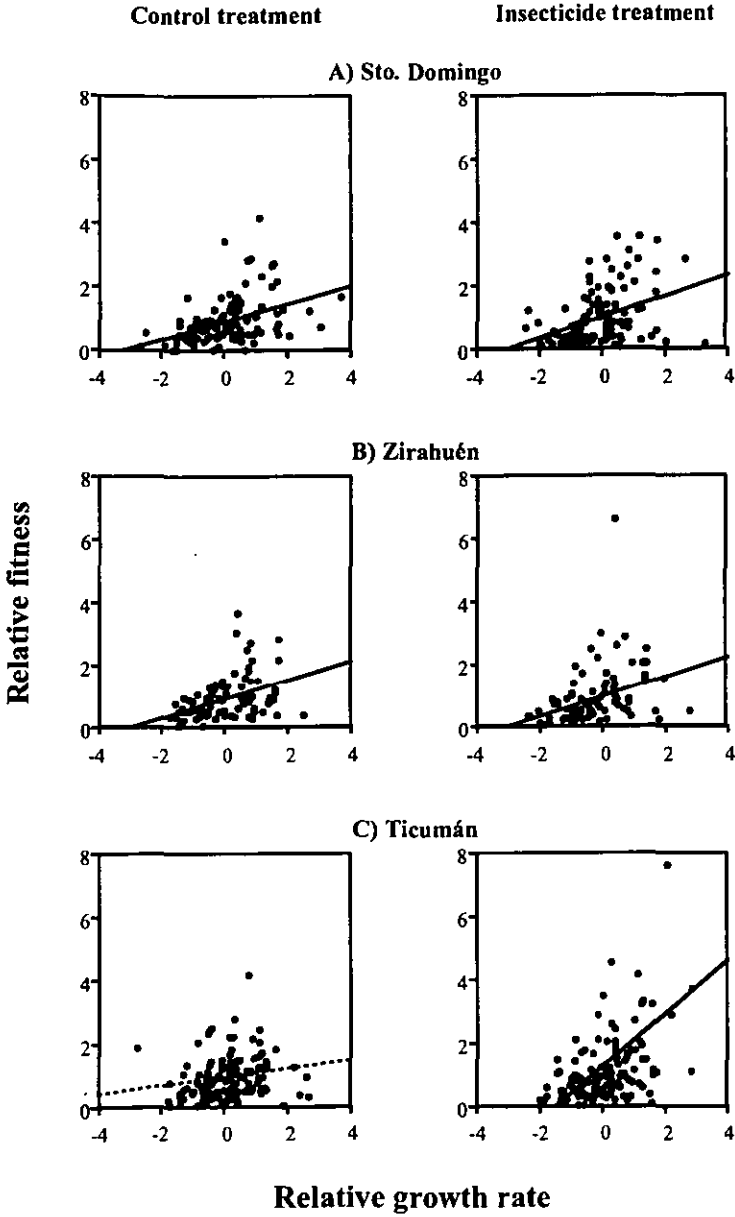 Control treatment
Insecticide treatment
A) Sto. Domingo
8
6
4
2
0
-4 -2 0 2 4
8
6
4
2
0
-4 -2 0 2 4
B) Zirahuén
8
6
4
2
0
-4 -2 0 2 4
8
6
4
2
0
-4 -2 0 2 4
C) Ticumán
8
6
4
2
0
-4 -2 0 2 4
8
6
4
2
0
-4 -2 0 2 4
Relative fitness
Relative growth rate